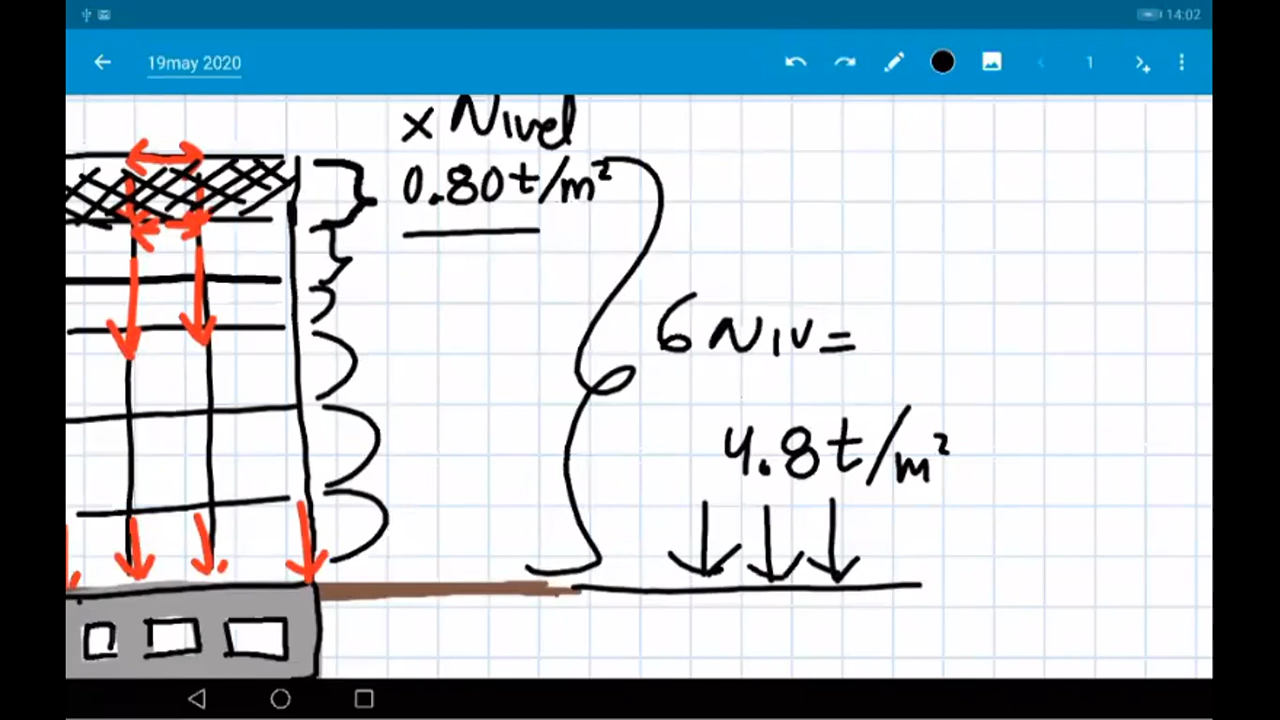 14:02
19may 2020
1
x Nivel
0.80t/m²
6 Niv=
4.8t/m²